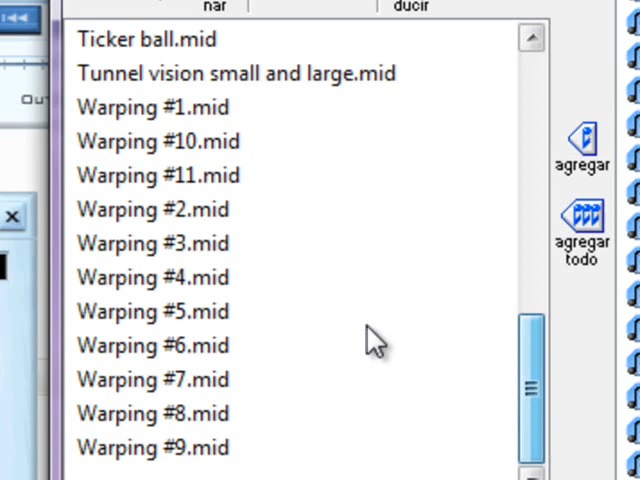 nar
ducir
Ticker ball.mid
Tunnel vision small and large.mid
Warping #1.mid
Warping #10.mid
Warping #11.mid
Warping #2.mid
Warping #3.mid
Warping #4.mid
Warping #5.mid
Warping #6.mid
Warping #7.mid
Warping #8.mid
Warping #9.mid
agregar
agregar
todo